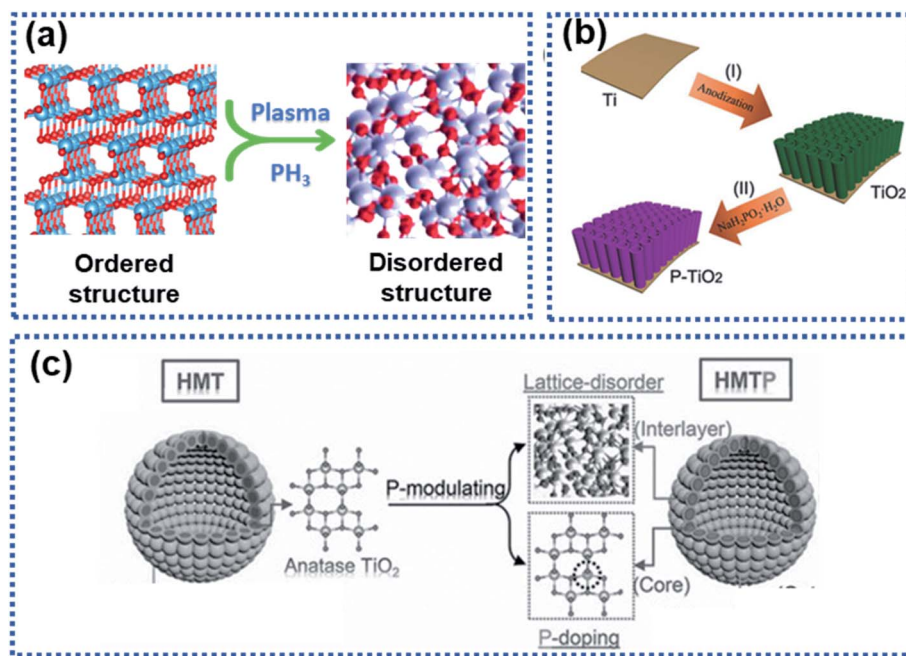 (a)
Plasma
PH3
Ordered
structure
Disordered
structure
(b)
Ti
(I)
Anodization
TiO2
(II)
NaH2PO2·H2O
P-TiO2
(c)
HMT
Anatase TiO2
P-modulating
Lattice-disorder
(Interlayer)
HMTP
(Core)
P-doping